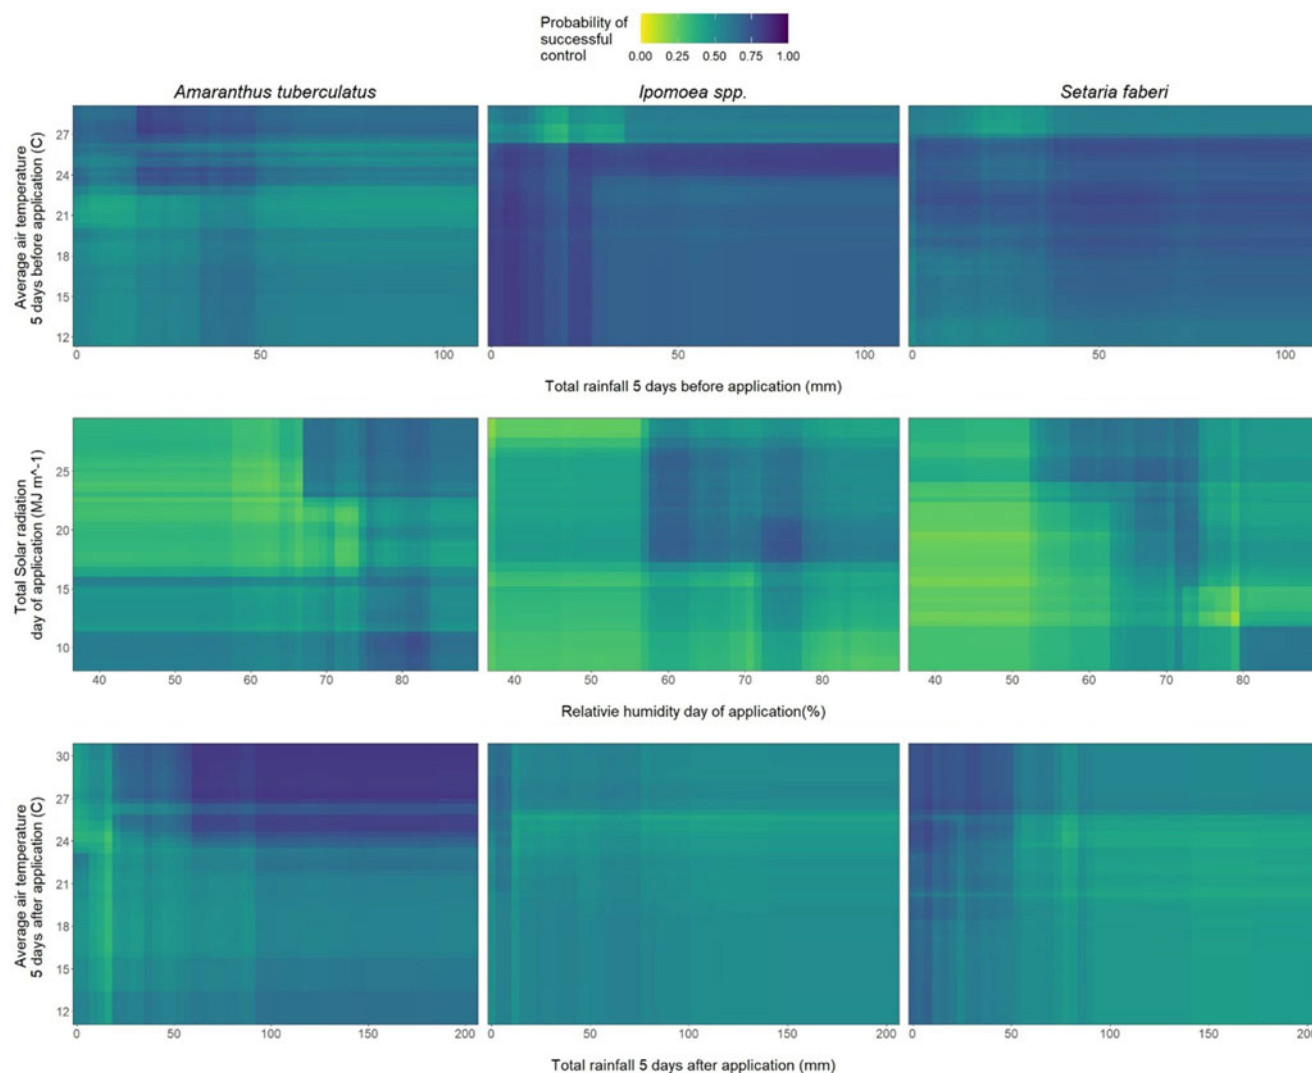 Probability of
successful
control
0.00 0.25 0.50 0.75 1.00
Amaranthus tuberculatus
Ipomoea spp.
Setaria faberi
Average air temperature
5 days before application (C)
27
24
21
18
15
12
0 50 100
0 50 100
0 50 100
Total rainfall 5 days before application (mm)
Total Solar radiation
day of application (MJ m^-1)
25
20
15
10
40 50 60 70 80
40 50 60 70 80
40 50 60 70 80
Relativie humidity day of application(%)
Average air temperature
5 days after application (C)
30
27
24
21
18
15
12
0 50 100 150 200
0 50 100 150 200
0 50 100 150 200
Total rainfall 5 days after application (mm)